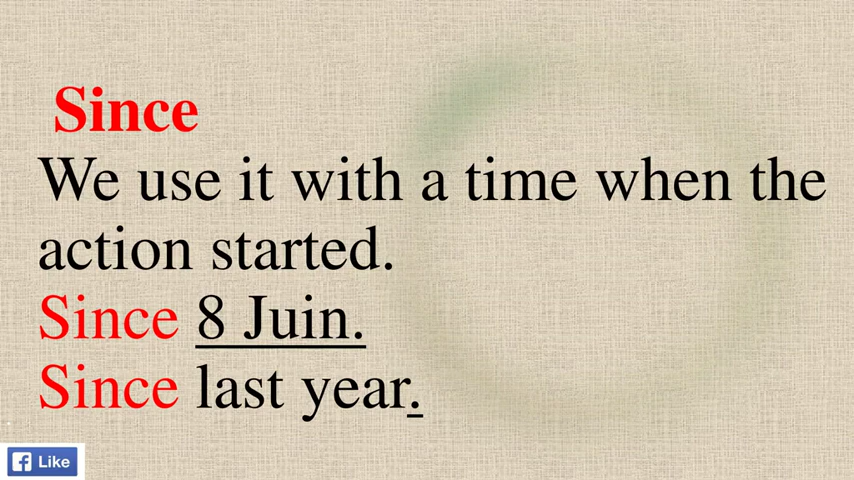 Since
We use it with a time when the
action started.
Since 8 Juin.
Since last year.
Like